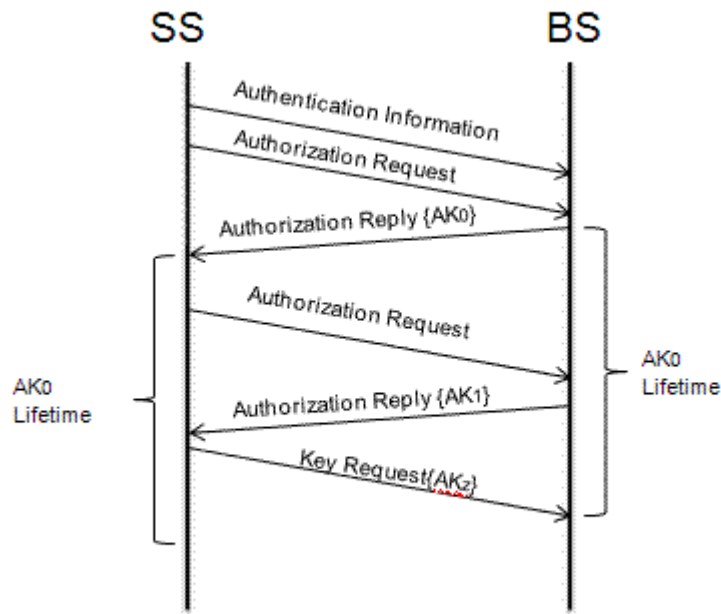 SS
BS
Authentication Information
Authorization Request
Authorization Reply {AK0}
Authorization Request
AK0
Lifetime
AK0
Lifetime
Authorization Reply {AK1}
Key Request{AKz}